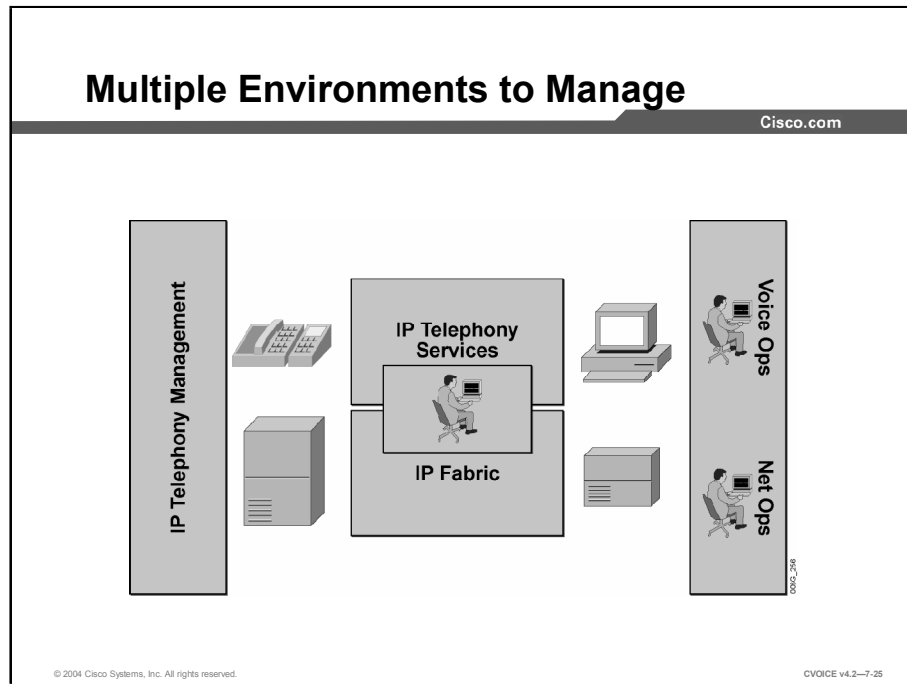 Multiple Environments to Manage
Cisco.com
IP Telephony Management
IP Telephony
Services
IP Fabric
Voice Ops
Net Ops
00IG_256
© 2004 Cisco Systems, Inc. All rights reserved.
CVOICE v4.2—7-25